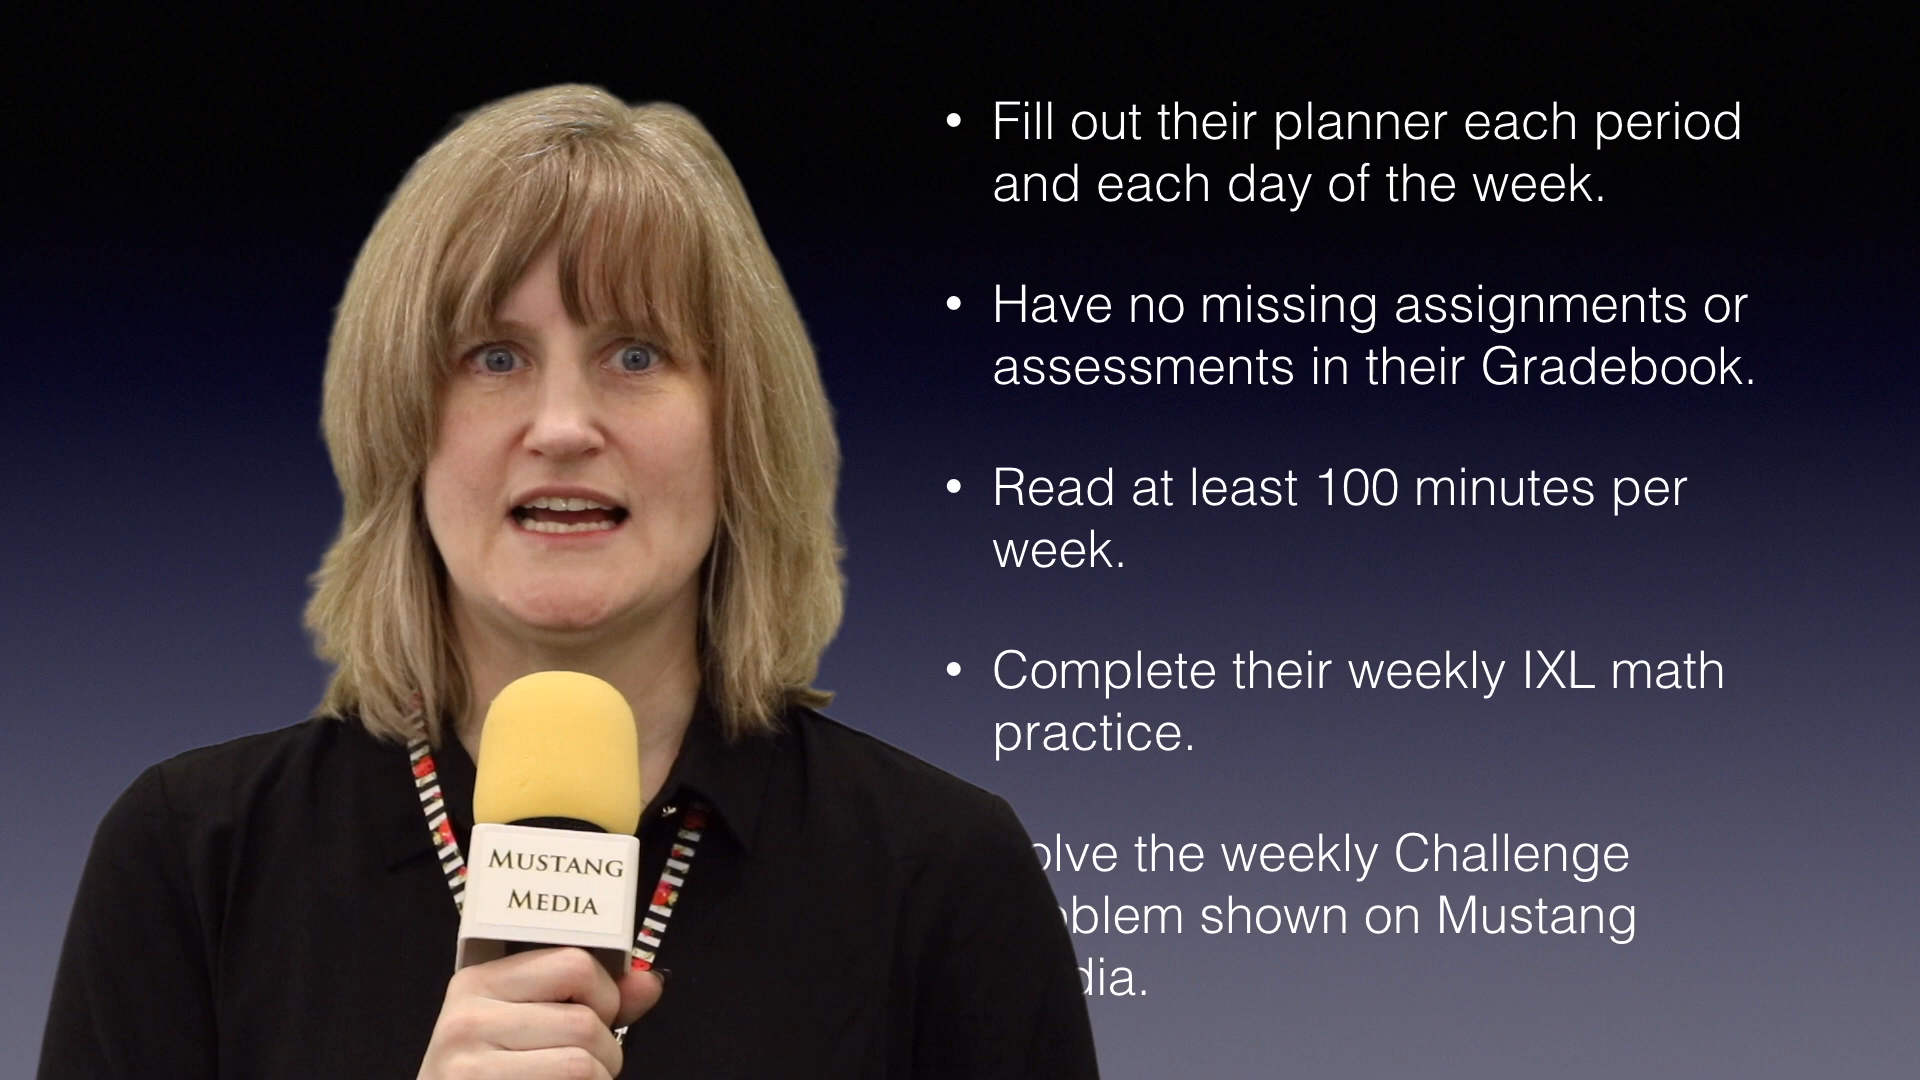 • Fill out their planner each period
and each day of the week.
• Have no missing assignments or
assessments in their Gradebook.
• Read at least 100 minutes per
week.
• Complete their weekly IXL math
practice.
the weekly Challenge
shown on Mustang
MUSTANG
MEDIA